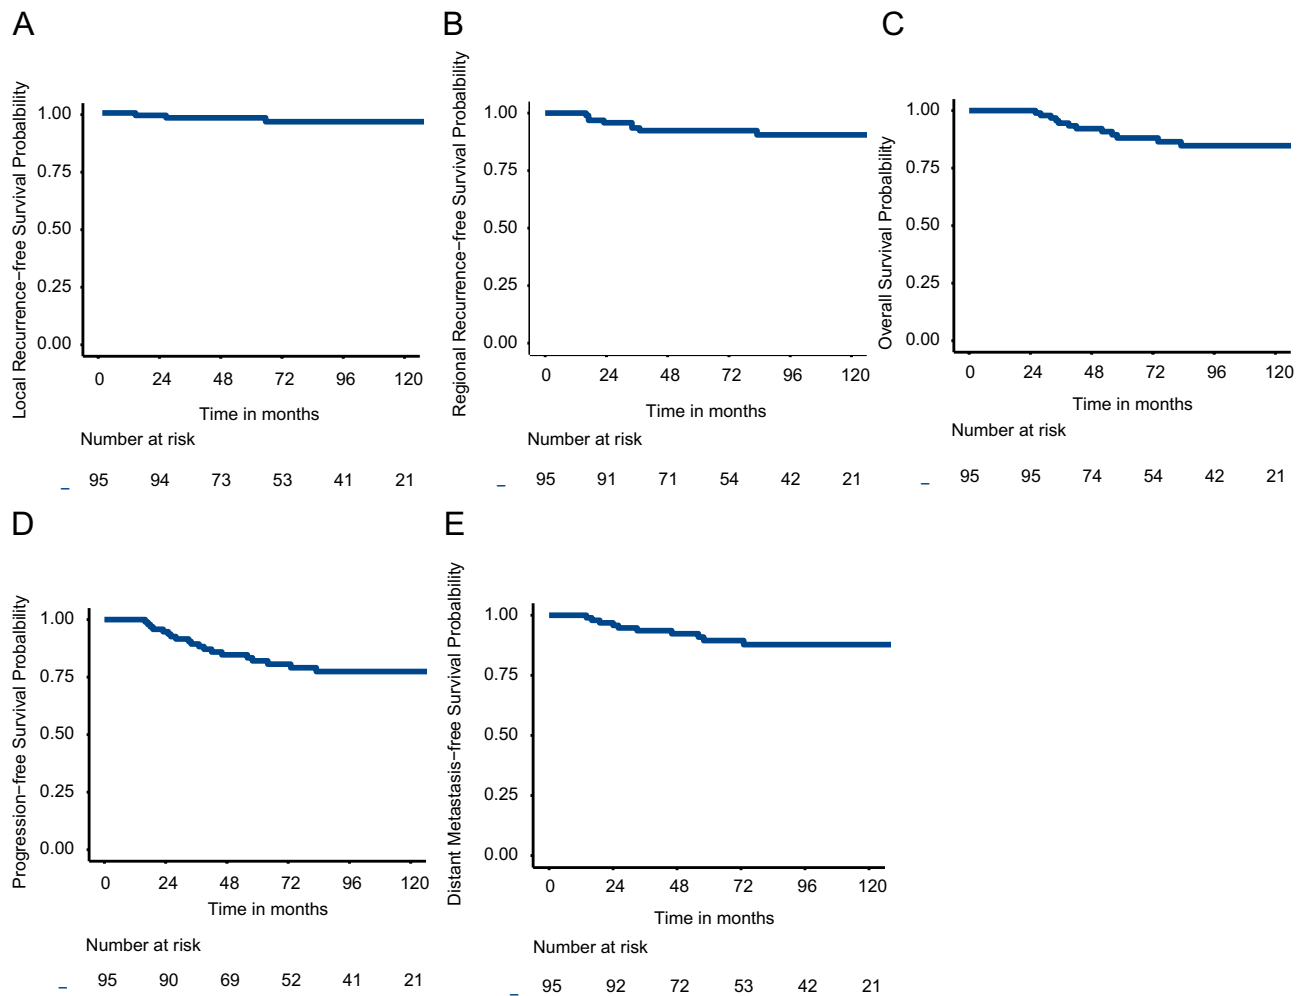 A
Local Recurrence−free Survival Probalbility
1.00
0.75
0.50
0.25
0.00
0 24 48 72 96 120
Time in months
Number at risk
95 94 73 53 41 21
B
Regional Recurrence−free Survival Probalbility
1.00
0.75
0.50
0.25
0.00
0 24 48 72 96 120
Time in months
Number at risk
95 91 71 54 42 21
C
Overall Survival Probalbility
1.00
0.75
0.50
0.25
0.00
0 24 48 72 96 120
Time in months
Number at risk
95 95 74 54 42 21
D
Progression−free Survival Probalbility
1.00
0.75
0.50
0.25
0.00
0 24 48 72 96 120
Time in months
Number at risk
95 90 69 52 41 21
E
Distant Metastasis−free Survival Probalbility
1.00
0.75
0.50
0.25
0.00
0 24 48 72 96 120
Time in months
Number at risk
95 92 72 53 42 21